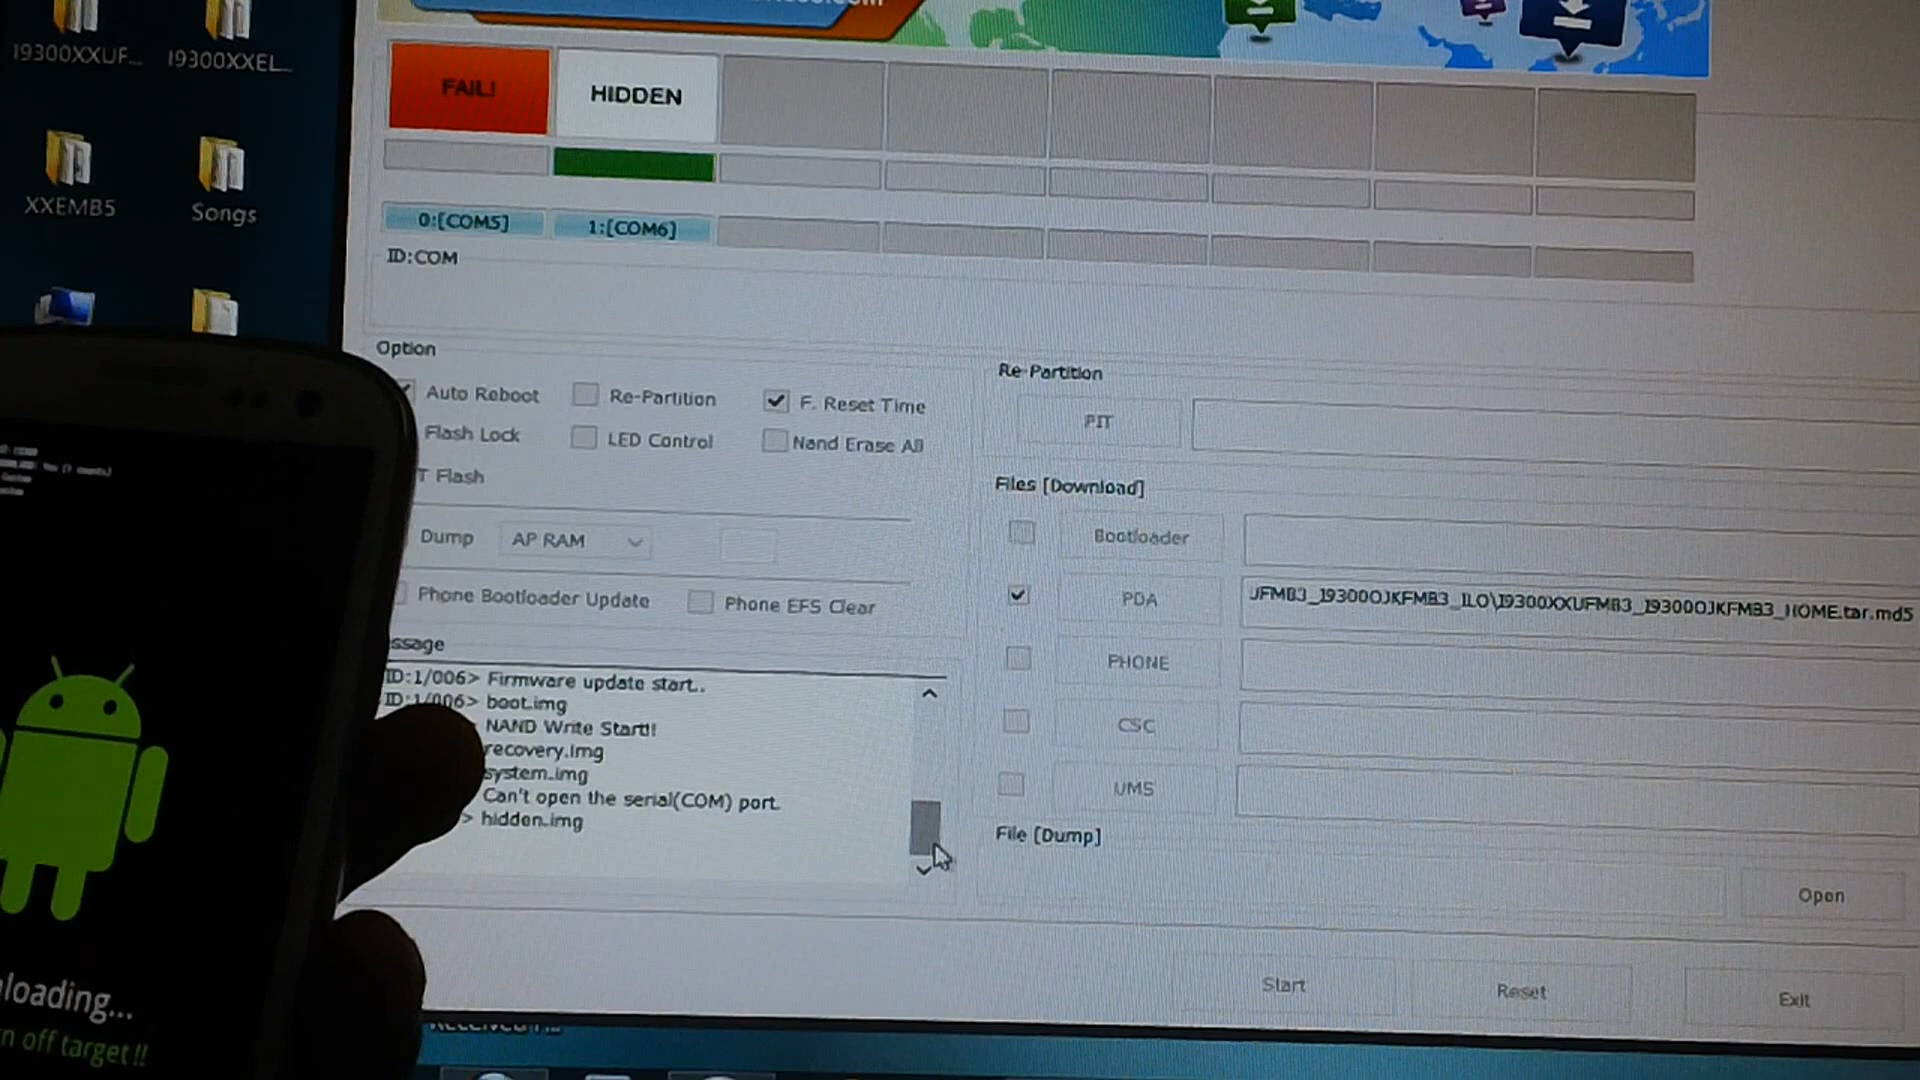 I9300XXUF...
I9300XXEL...
XXEMB5
Songs
FAIL!
HIDDEN
0:[COM5]
1:[COM6]
ID:COM
Option
Auto Reboot
Re-Partition
F. Reset Time
Flash Lock
LED Control
Nand Erase All
T Flash
Dump
AP RAM
Phone Bootloader Update
Phone EFS Clear
ssage
ID:1/006> Firmware update start..
ID:1/006> boot.img
NAND Write Start!!
recovery.img
system.img
Can't open the serial(COM) port.
> hidden.img
Re-Partition
PIT
Files [Download]
Bootloader
PDA
UFMB3_I9300OJKFMB3_ILO\I9300XXUFMB3_I9300OJKFMB3_HOME.tar.md5
PHONE
CSC
UMS
File [Dump]
Open
Start
Reset
Exit
loading...
n off target !!